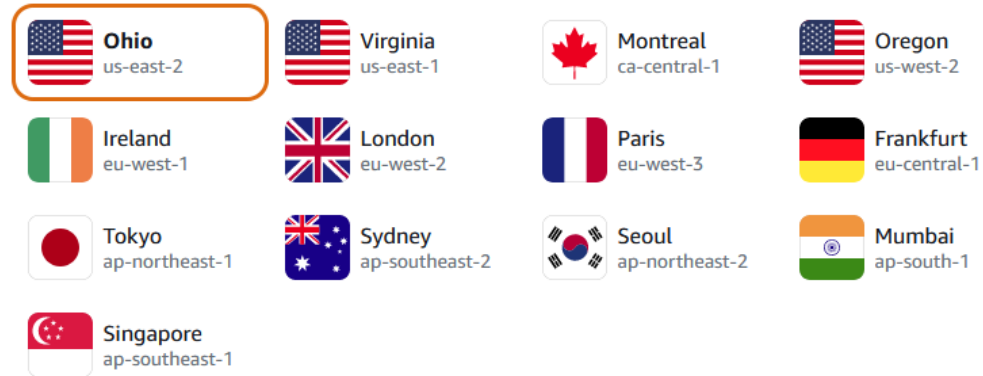 Ohio
us-east-2
Virginia
us-east-1
Montreal
ca-central-1
Oregon
us-west-2
Ireland
eu-west-1
London
eu-west-2
Paris
eu-west-3
Frankfurt
eu-central-1
Tokyo
ap-northeast-1
Sydney
ap-southeast-2
Seoul
ap-northeast-2
Mumbai
ap-south-1
Singapore
ap-southeast-1